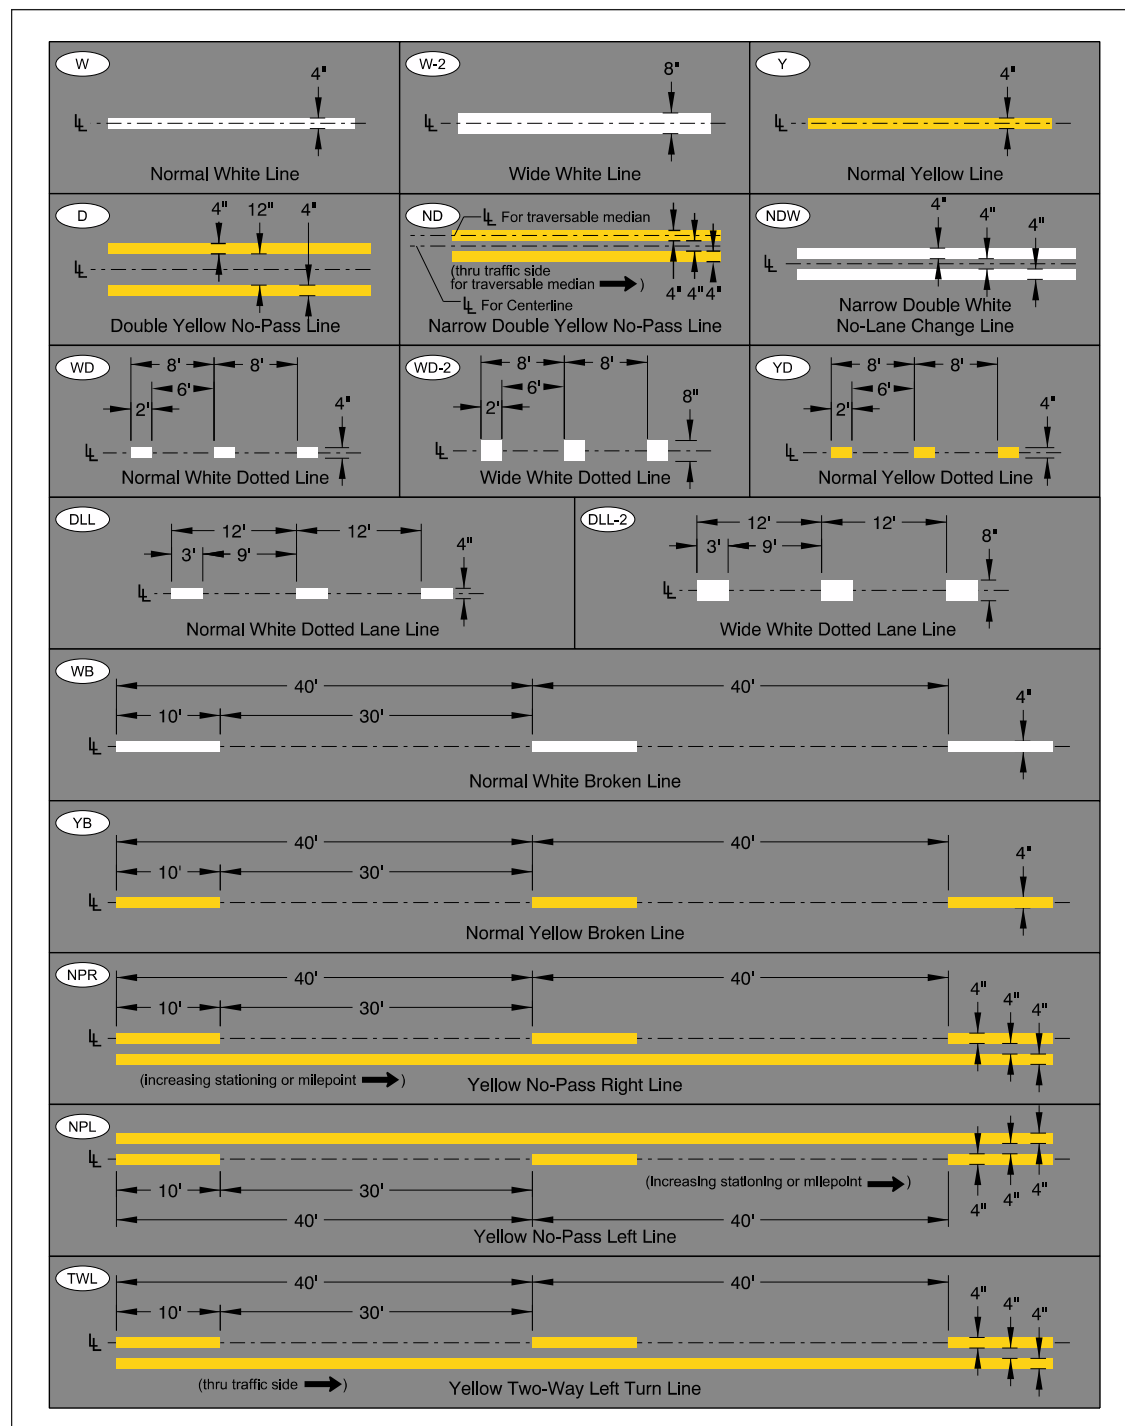 W
4"
Normal White Line
W-2
8"
Wide White Line
Y
4"
Normal Yellow Line
D
4" 12" 4"
Double Yellow No-Pass Line
ND
For traversable median
(thru traffic side
for traversable median )
4" 4" 4"
For Centerline
Narrow Double Yellow No-Pass Line
NDW
4" 4" 4"
Narrow Double White
No-Lane Change Line
WD
8' 8'
6'
2'
4"
Normal White Dotted Line
WD-2
8' 8'
6'
2'
8"
Wide White Dotted Line
YD
8' 8'
6'
2'
4"
Normal Yellow Dotted Line
DLL
12' 12'
3' 9'
4"
Normal White Dotted Lane Line
DLL-2
12' 12'
3' 9'
8"
Wide White Dotted Lane Line
WB
40' 40'
10' 30'
4"
Normal White Broken Line
YB
40' 40'
10' 30'
4"
Normal Yellow Broken Line
NPR
40' 40'
10' 30'
4" 4" 4"
(increasing stationing or milepoint )
Yellow No-Pass Right Line
NPL
(increasing stationing or milepoint )
10' 30'
4" 4" 4"
40' 40'
Yellow No-Pass Left Line
TWL
40' 40'
10' 30'
4" 4" 4"
(thru traffic side )
Yellow Two-Way Left Turn Line